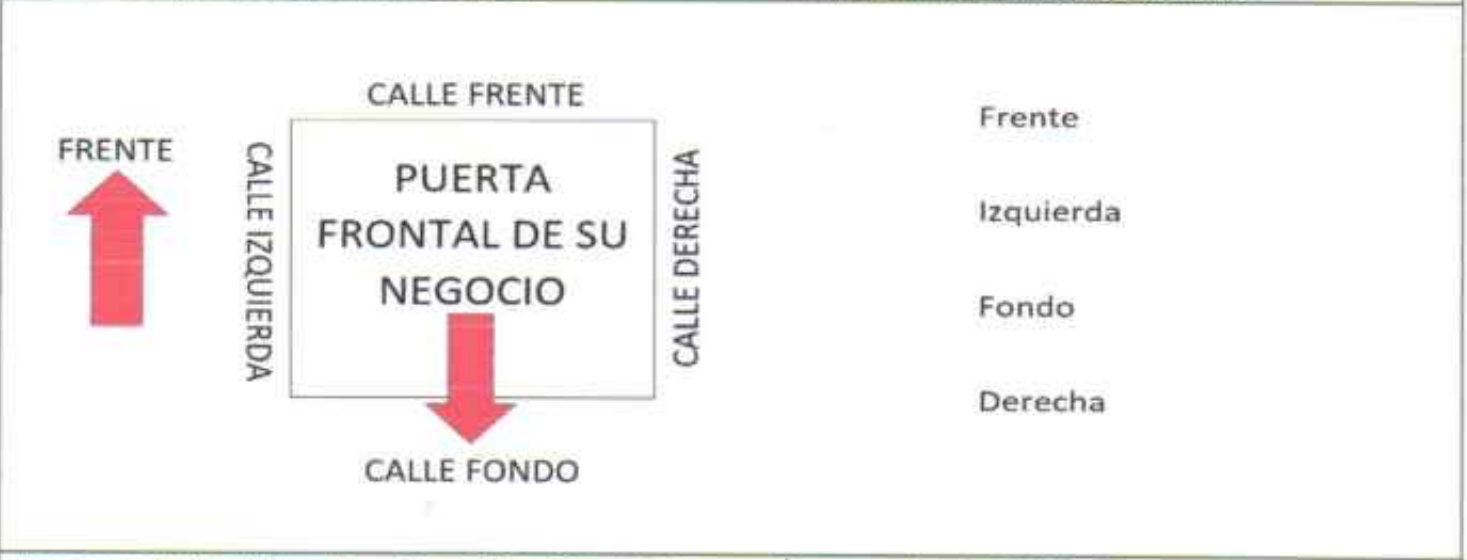 CALLE FRENTE
FRENTE
CALLE IZQUIERDA
PUERTA
FRONTAL DE SU
NEGOCIO
CALLE DERECHA
CALLE FONDO
Frente
Izquierda
Fondo
Derecha